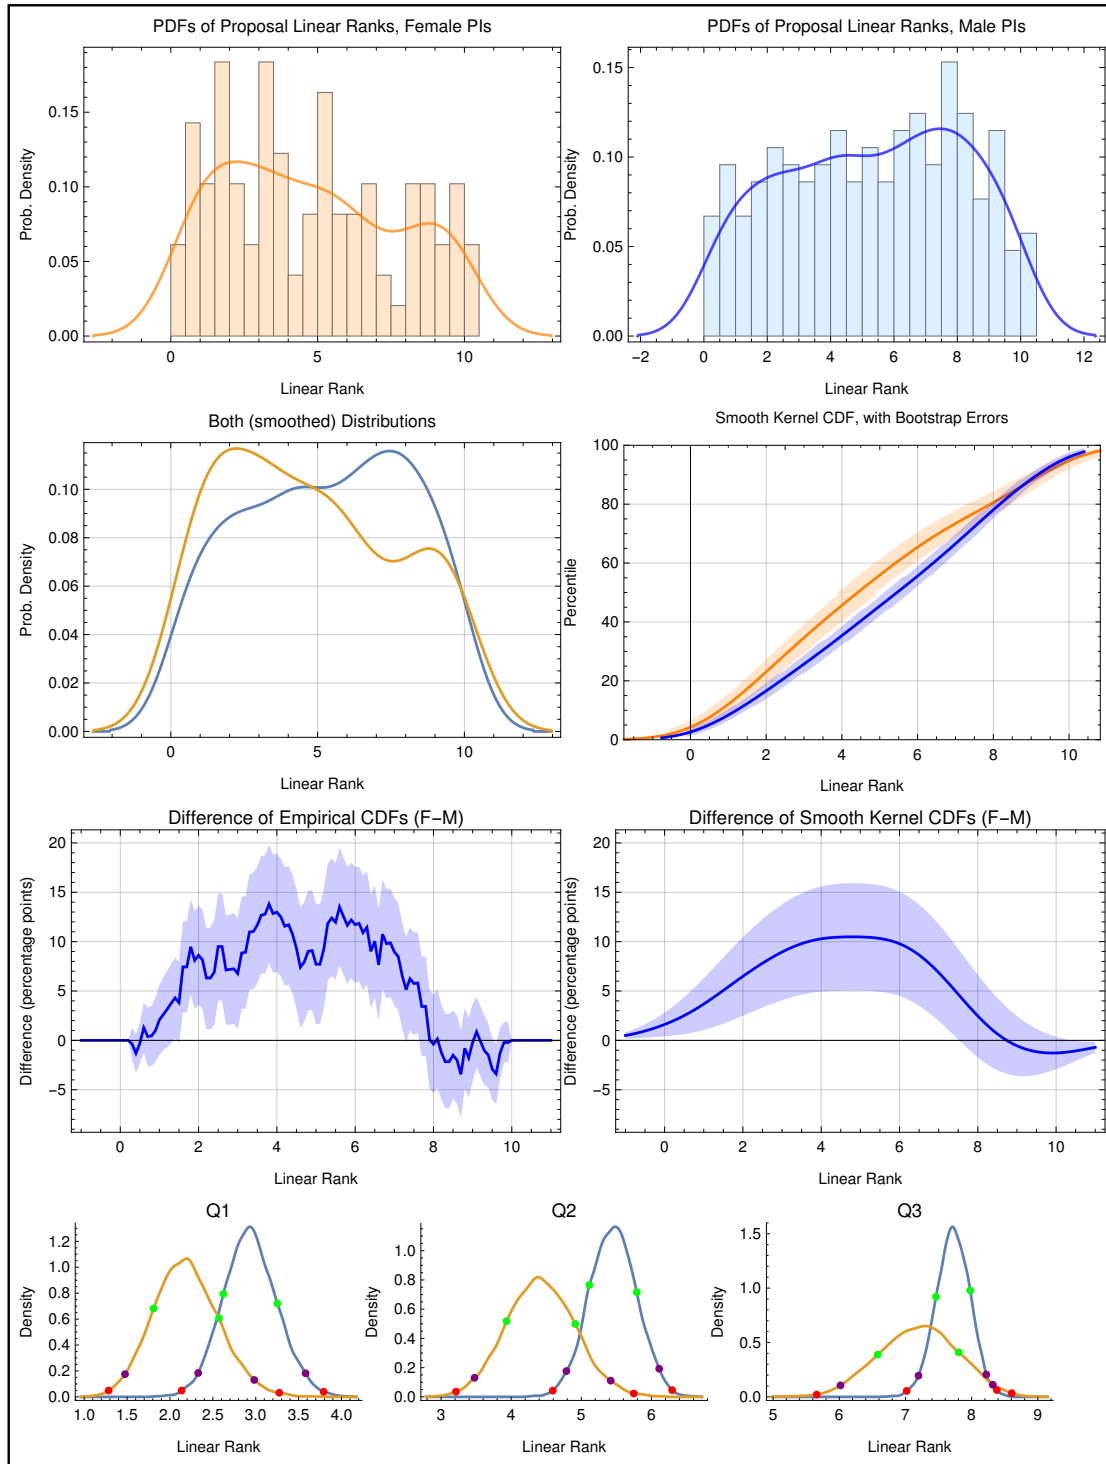 PDFs of Proposal Linear Ranks, Female PIs
Prob. Density
0.15
0.10
0.05
0.00
0 5 10
Linear Rank
PDFs of Proposal Linear Ranks, Male PIs
Prob. Density
0.15
0.10
0.05
0.00
−2 0 2 4 6 8 10 12
Linear Rank
Both (smoothed) Distributions
Prob. Density
0.10
0.08
0.06
0.04
0.02
0.00
0 5 10
Linear Rank
Smooth Kernel CDF, with Bootstrap Errors
Percentile
100
80
60
40
20
0
0 2 4 6 8 10
Linear Rank
Difference of Empirical CDFs (F−M)
Difference (percentage points)
20
15
10
5
0
−5
0 2 4 6 8 10
Linear Rank
Difference of Smooth Kernel CDFs (F−M)
Difference (percentage points)
20
15
10
5
0
−5
0 2 4 6 8 10
Linear Rank
Q1
Density
1.2
1.0
0.8
0.6
0.4
0.2
0.0
1.0 1.5 2.0 2.5 3.0 3.5 4.0
Linear Rank
Q2
Density
1.0
0.8
0.6
0.4
0.2
0.0
3 4 5 6
Linear Rank
Q3
Density
1.5
1.0
0.5
0.0
5 6 7 8 9
Linear Rank